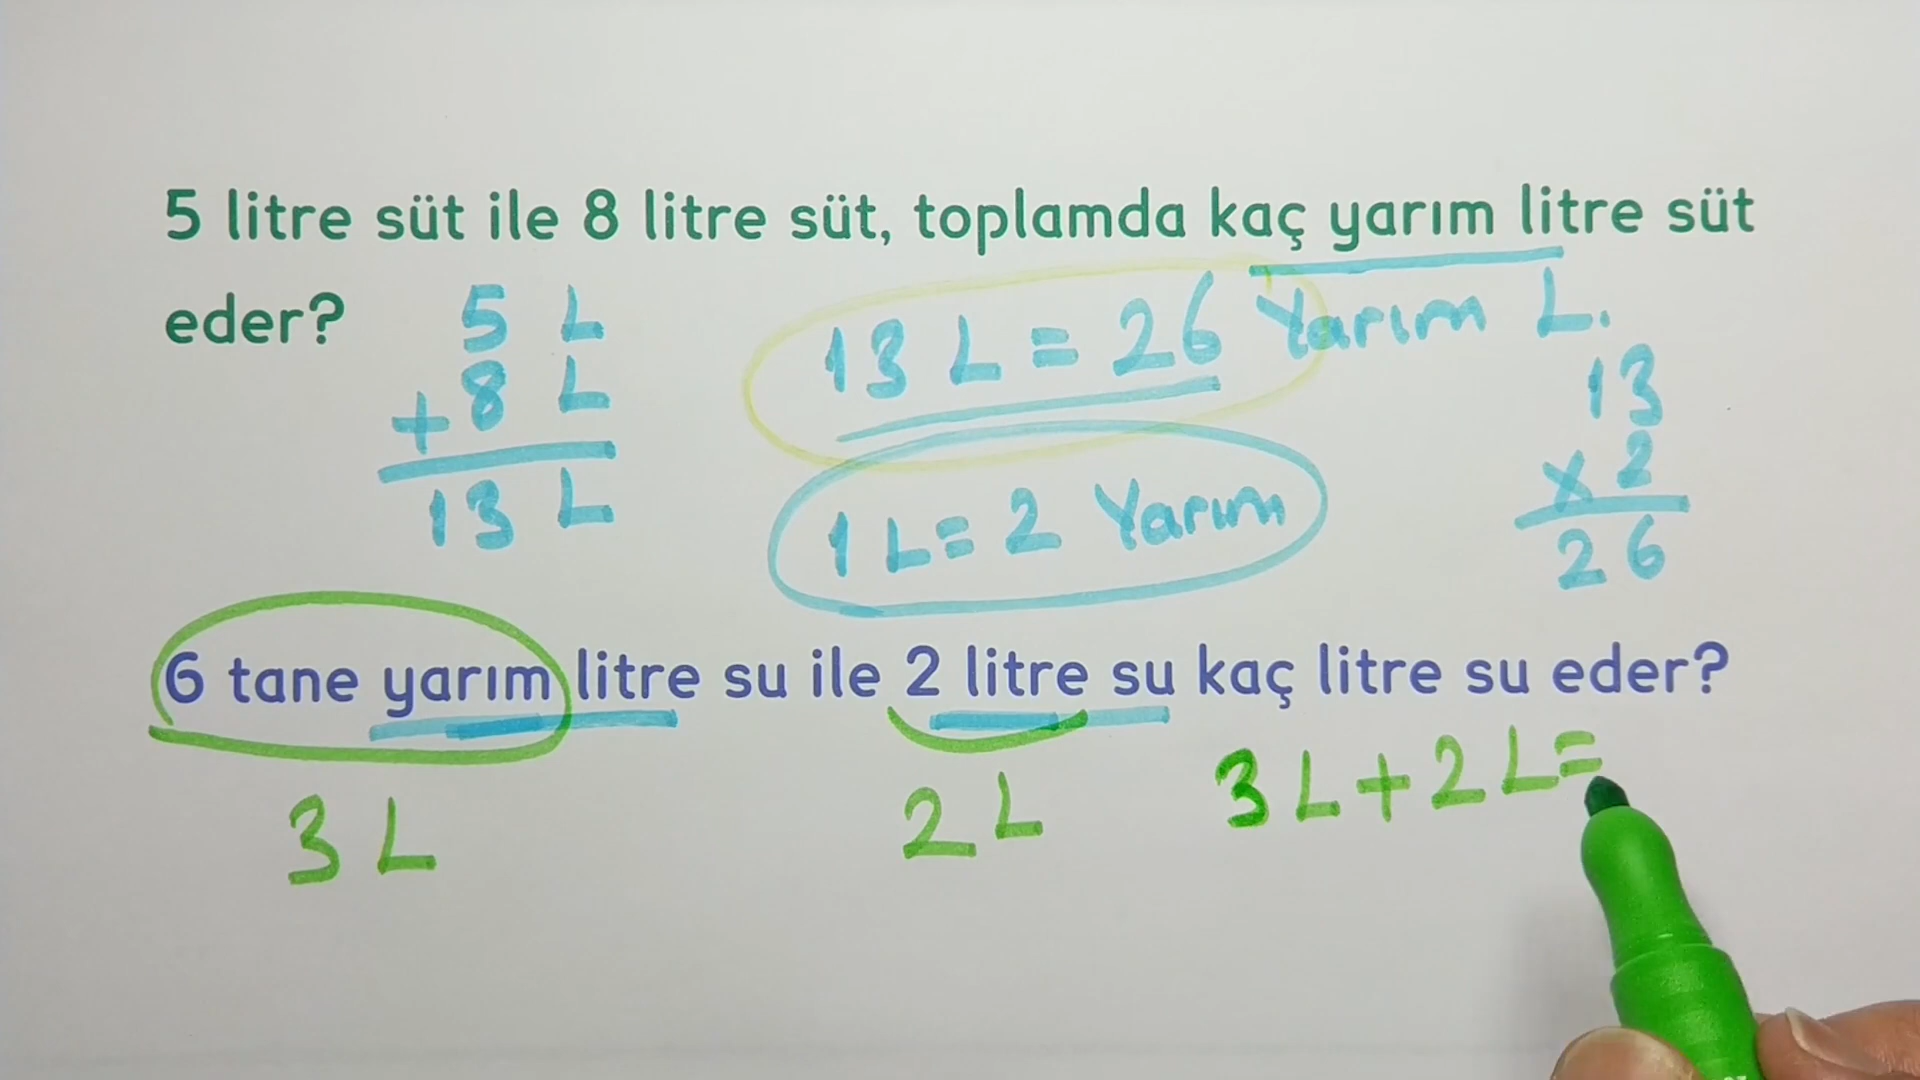 5 litre süt ile 8 litre süt, toplamda kaç yarım litre süt
eder?
5 L
+8 L
13 L
13 L = 26 Yarım L.
1 L = 2 Yarım
13
x 2
26
6 tane yarım litre su ile 2 litre su kaç litre su eder?
3 L
2 L
3 L + 2 L =